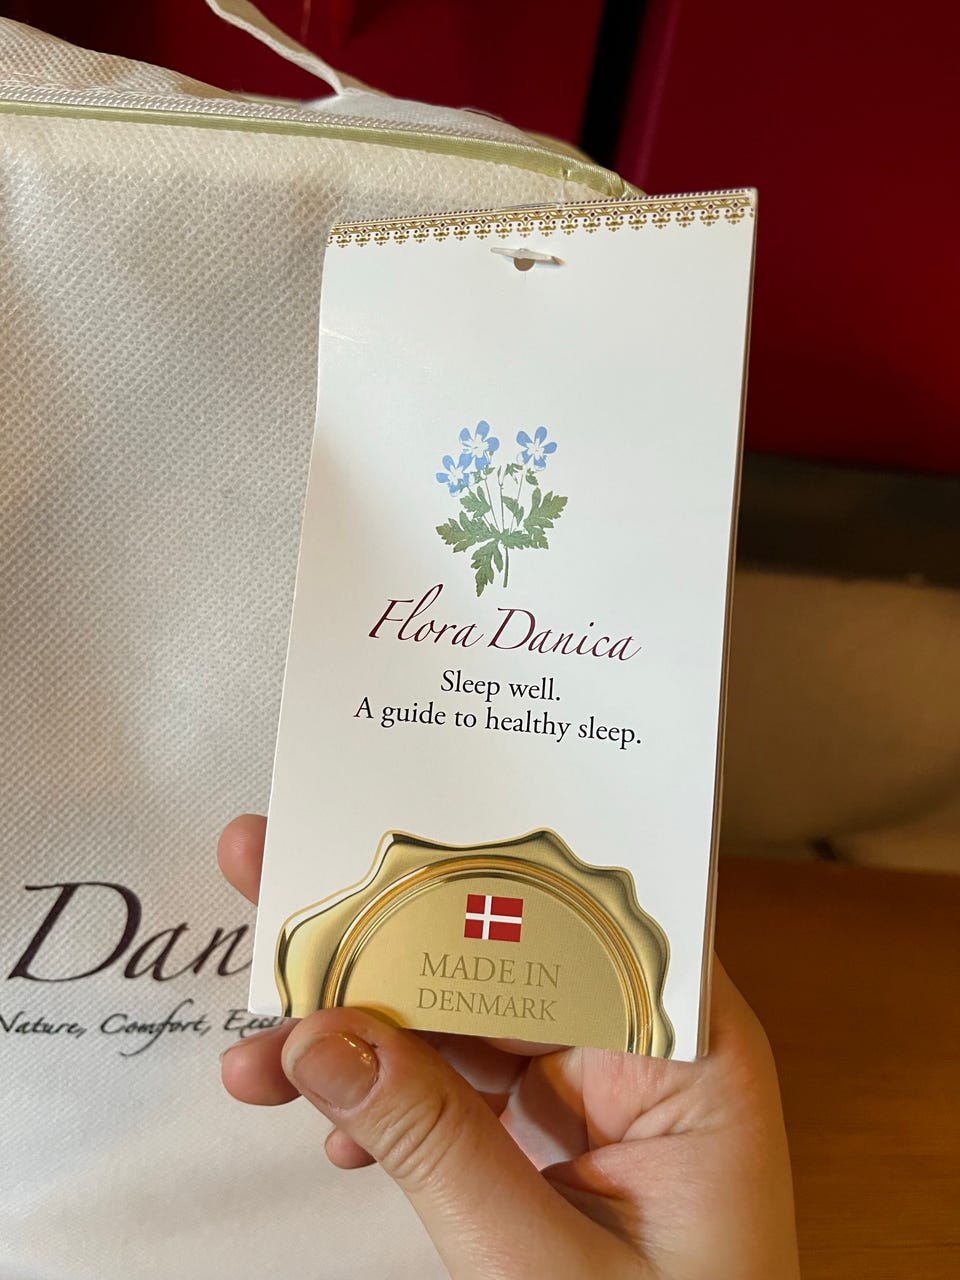 Flora Danica
Sleep well.
A guide to healthy sleep.
MADE IN
DENMARK
Dan
Nature, Comfort,